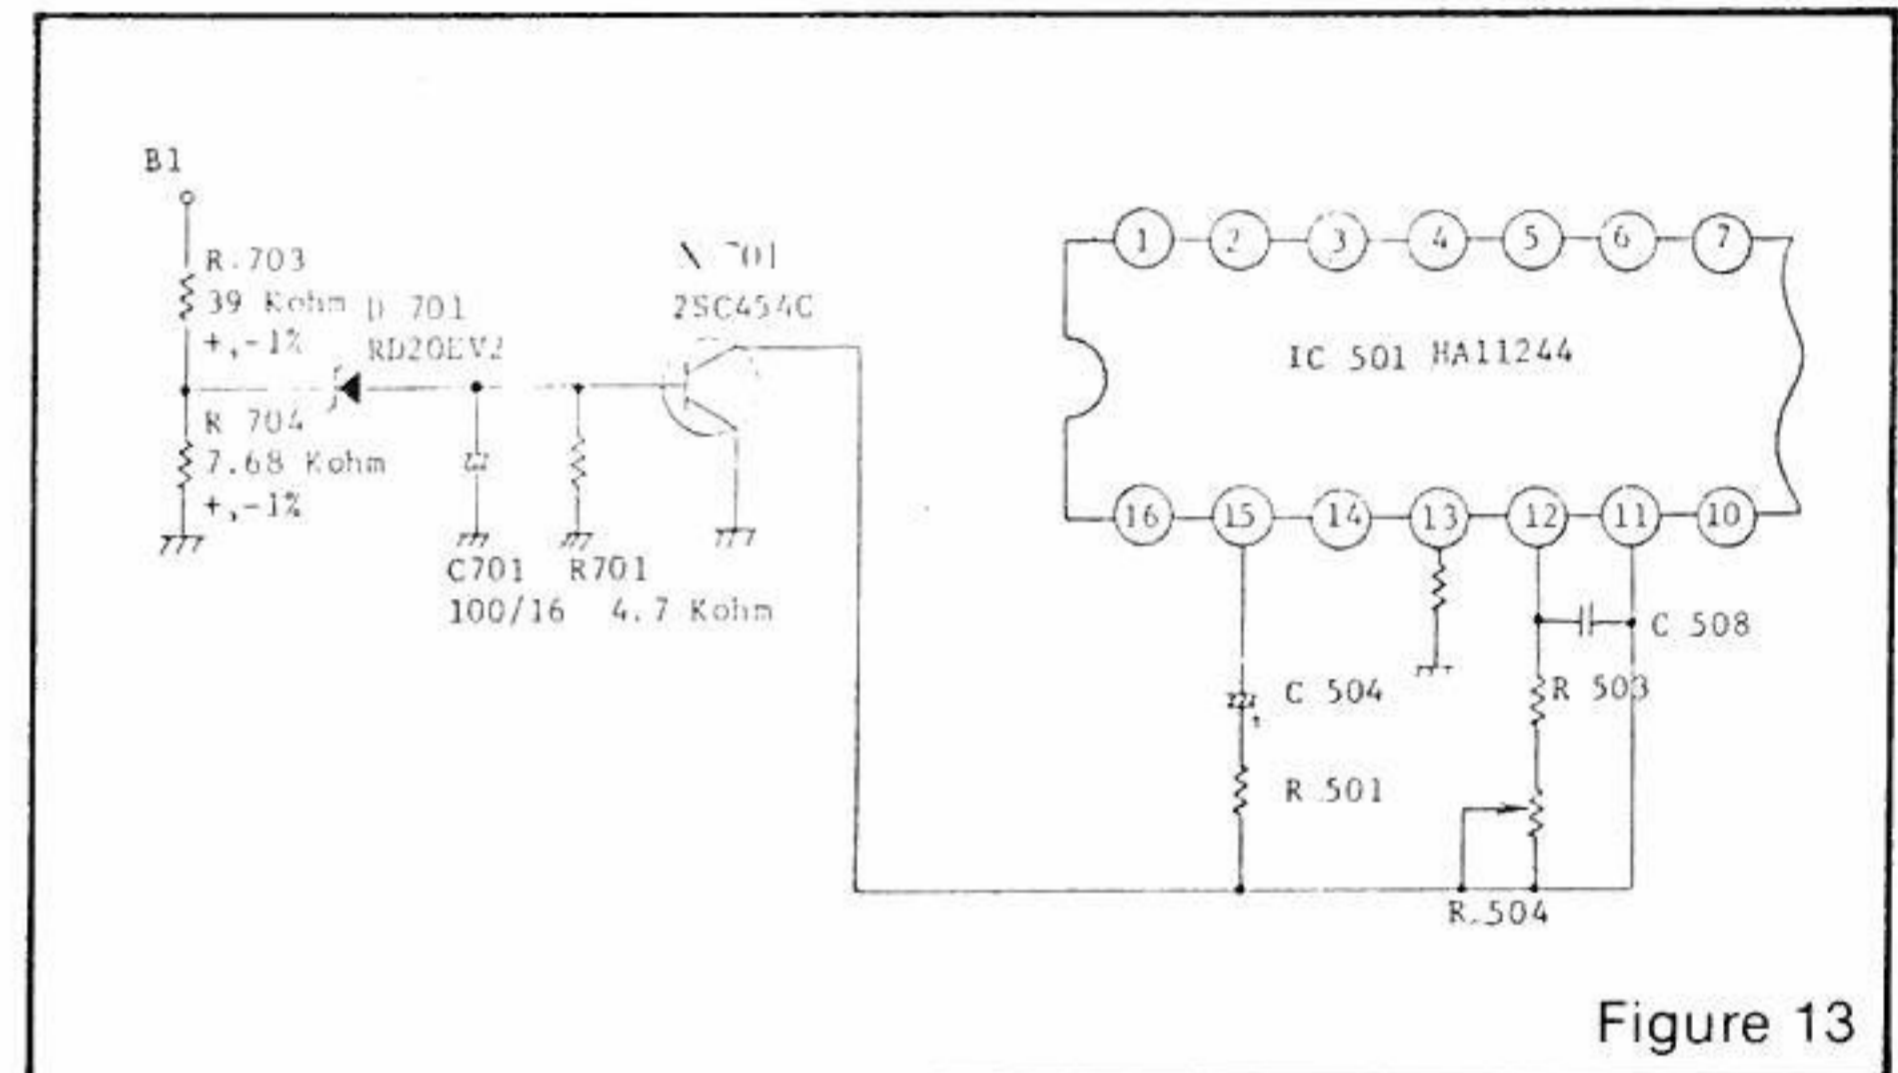 B1
R.703
39 Kohm
+,-1%
D 701
RD20EV2
R 704
7.68 Kohm
+,-1%
C701
100/16
R701
4.7 Kohm
701
2SC454C
1
2
3
4
5
6
7
IC 501 HA11244
16
15
14
13
12
11
10
C 508
C 504
R 503
R 501
R.504
Figure 13